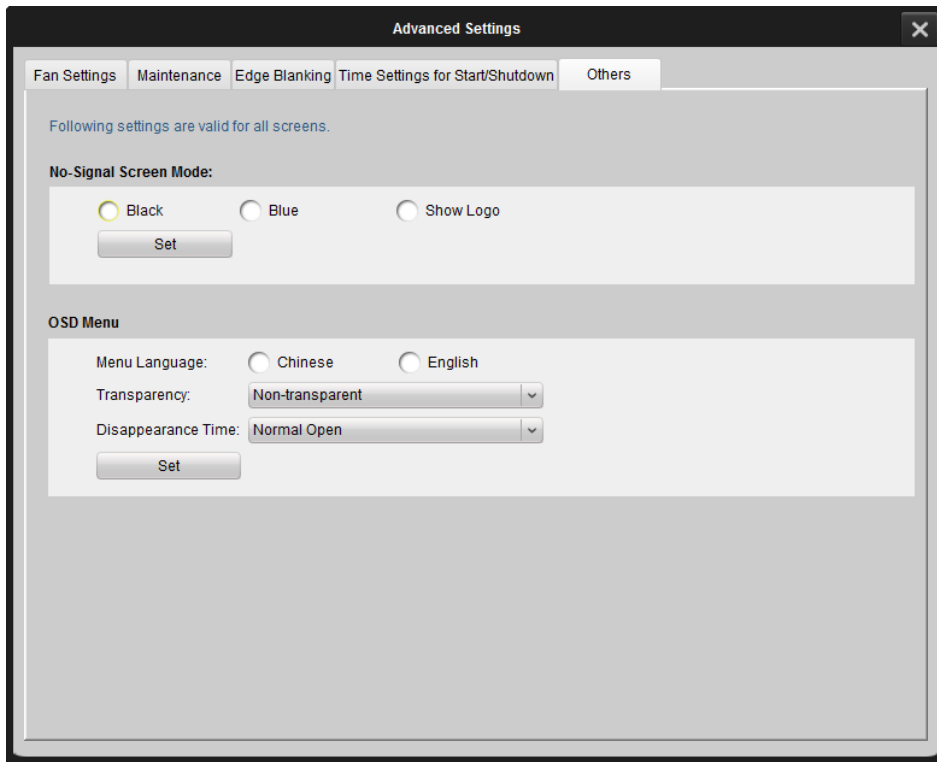 Advanced Settings
Fan Settings Maintenance Edge Blanking Time Settings for Start/Shutdown Others
Following settings are valid for all screens.
No-Signal Screen Mode:
Black Blue Show Logo
Set
OSD Menu
Menu Language: Chinese English
Transparency: Non-transparent
Disappearance Time: Normal Open
Set